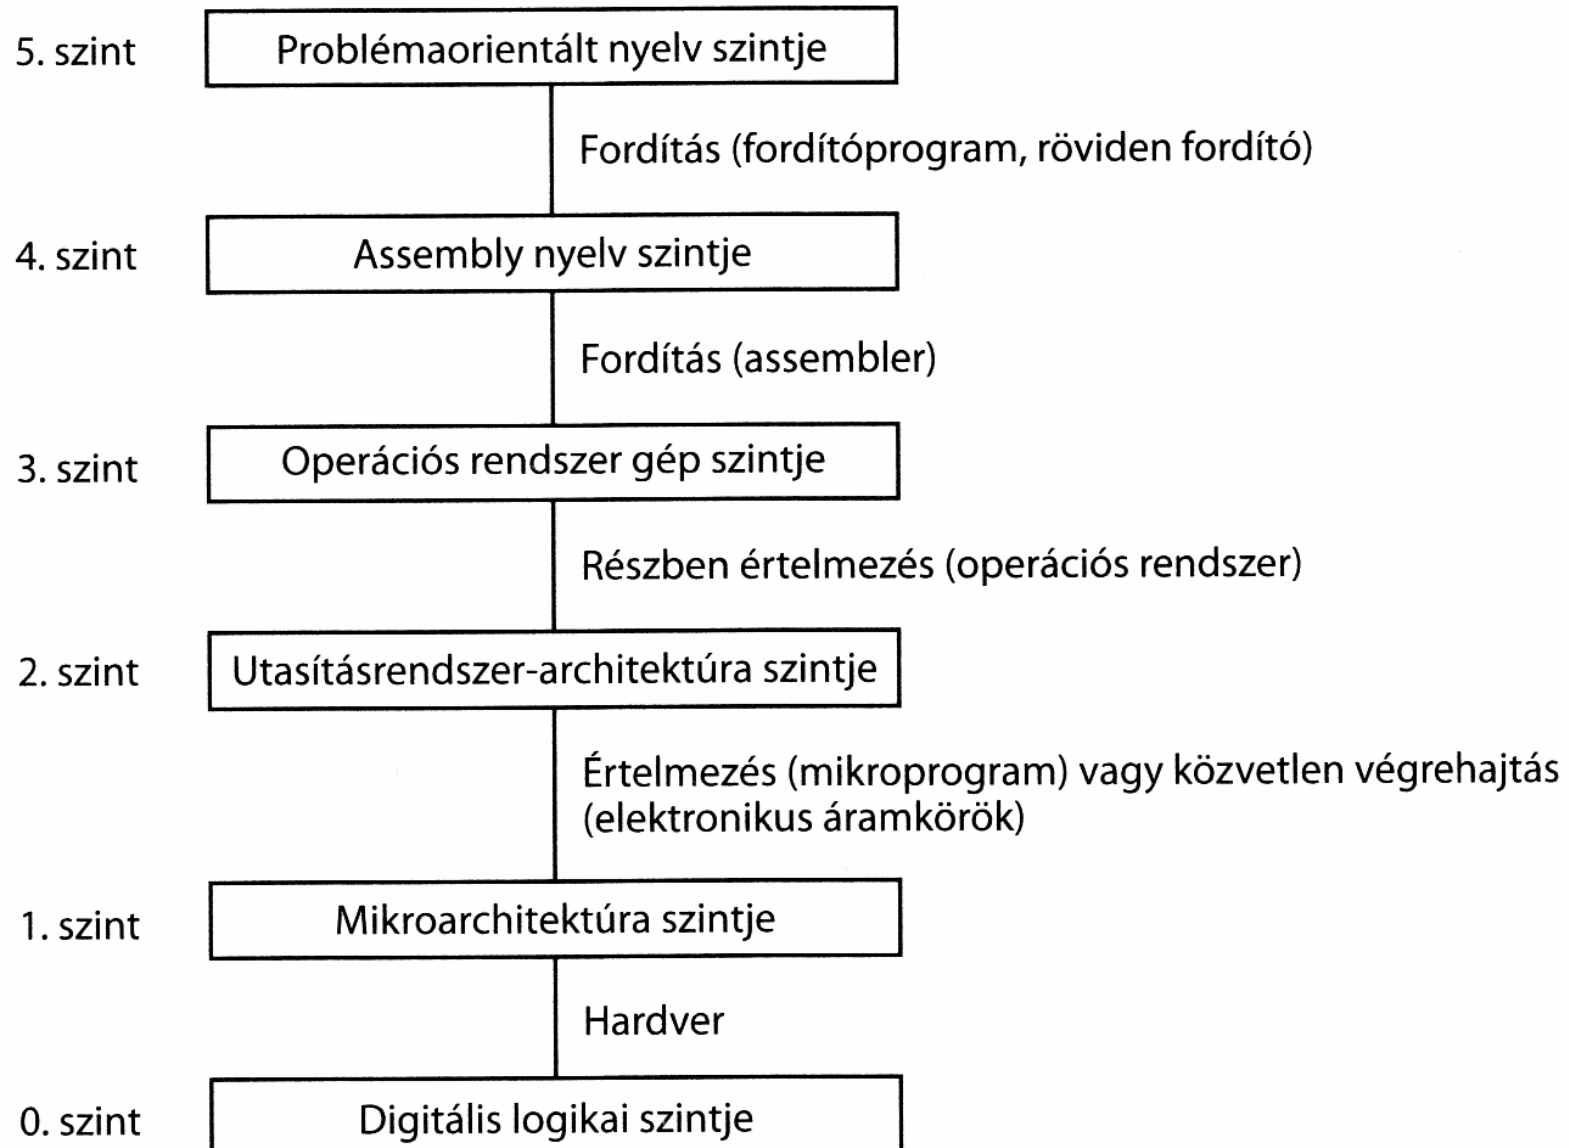 5. szint
Problémaorientált nyelv szintje
Fordítás (fordítóprogram, röviden fordító)
4. szint
Assembly nyelv szintje
Fordítás (assembler)
3. szint
Operációs rendszer gép szintje
Részben értelmezés (operációs rendszer)
2. szint
Utasításrendszer-architektúra szintje
Értelmezés (mikroprogram) vagy közvetlen végrehajtás
(elektronikus áramkörök)
1. szint
Mikroarchitektúra szintje
Hardver
0. szint
Digitális logikai szintje